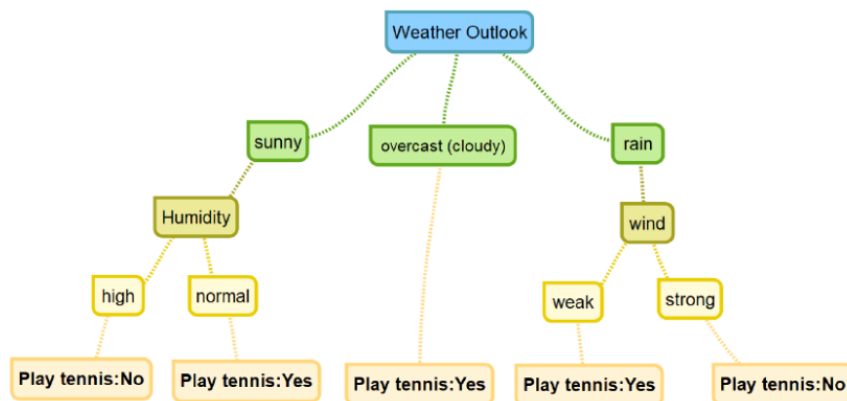 Weather Outlook
sunny
overcast (cloudy)
rain
Humidity
wind
high
normal
weak
strong
Play tennis:No
Play tennis:Yes
Play tennis:Yes
Play tennis:Yes
Play tennis:No